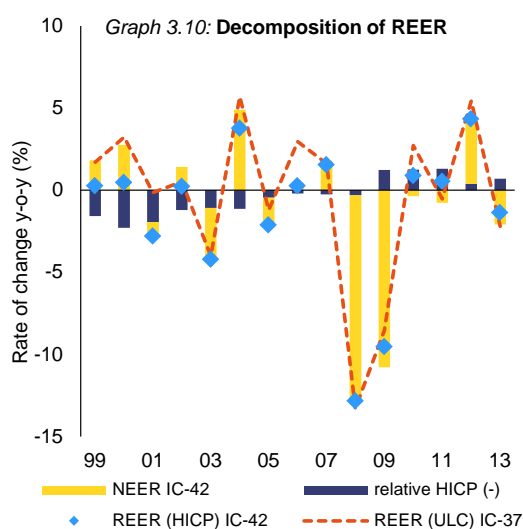 Graph 3.10: Decomposition of REER
Rate of change y-o-y (%)
10
5
0
-5
-10
-15
99 01 03 05 07 09 11 13
NEER IC-42 relative HICP (-)
REER (HICP) IC-42 REER (ULC) IC-37